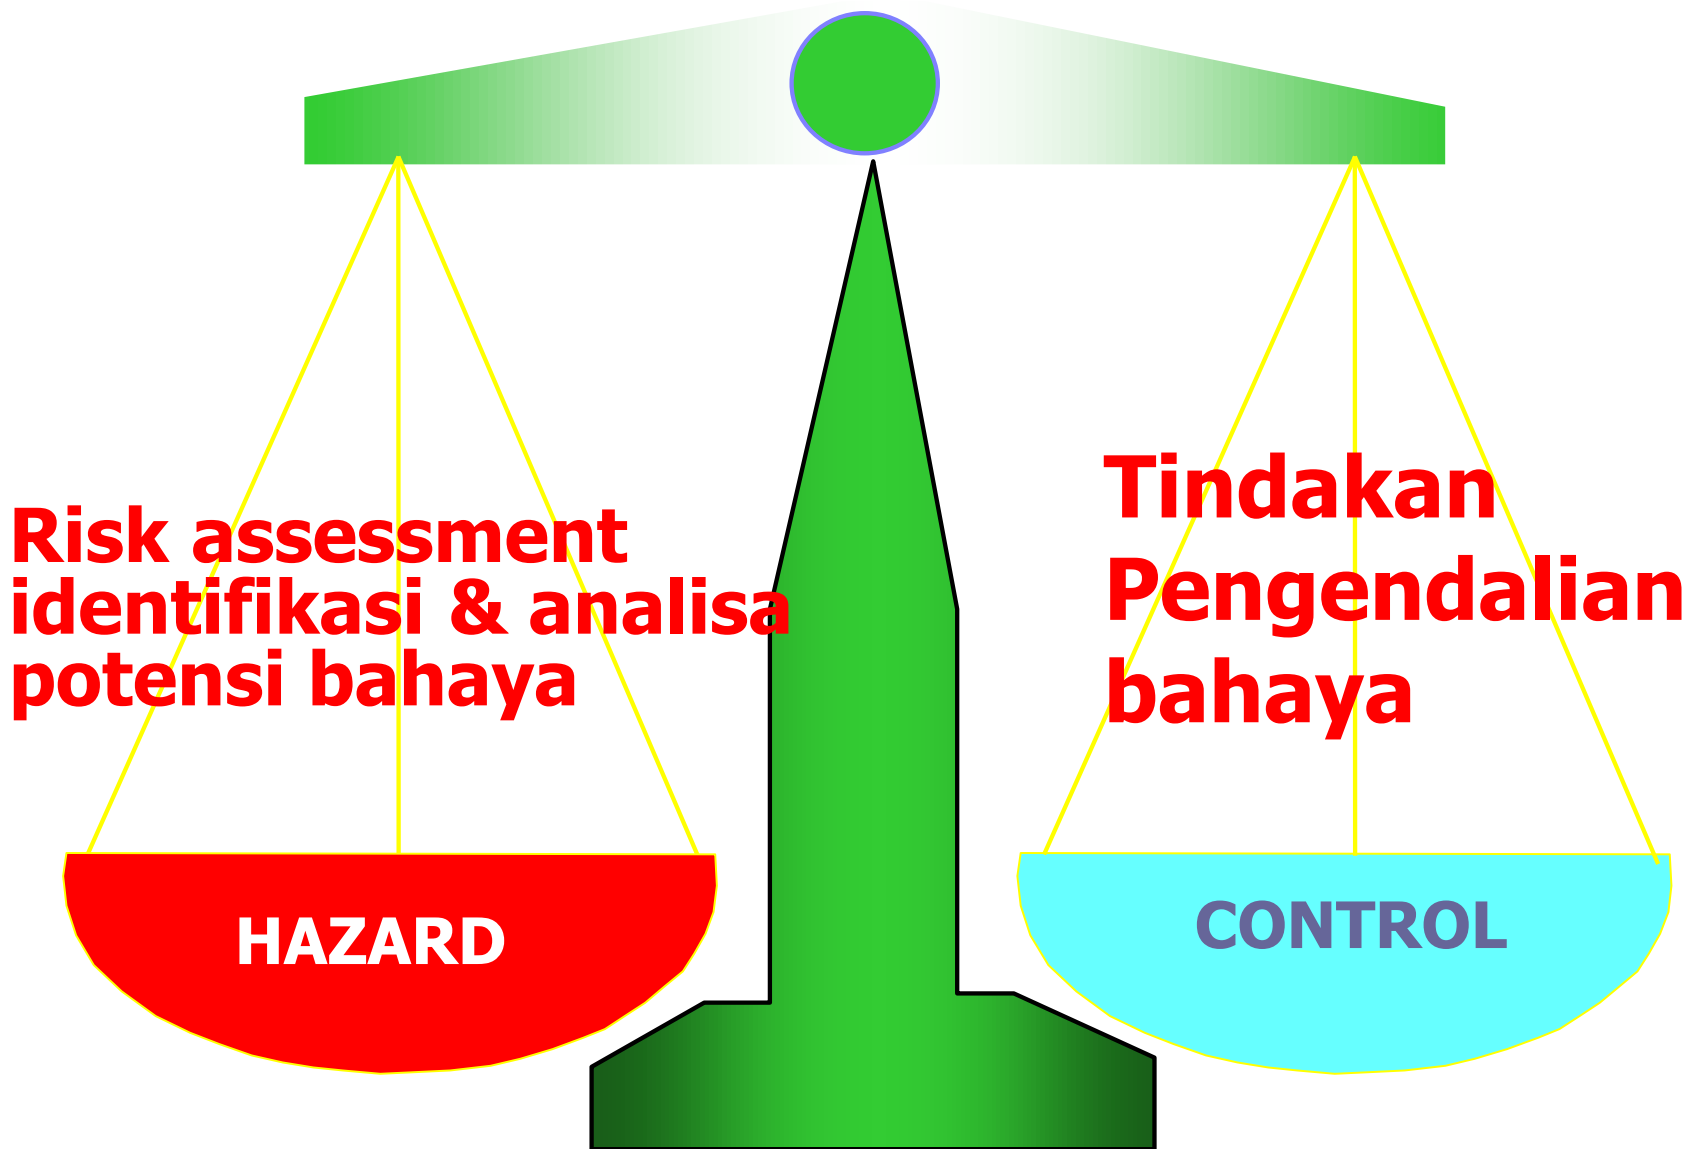 Risk assessment
identifikasi & analisa
potensi bahaya
HAZARD
Tindakan
Pengendalian
bahaya
CONTROL